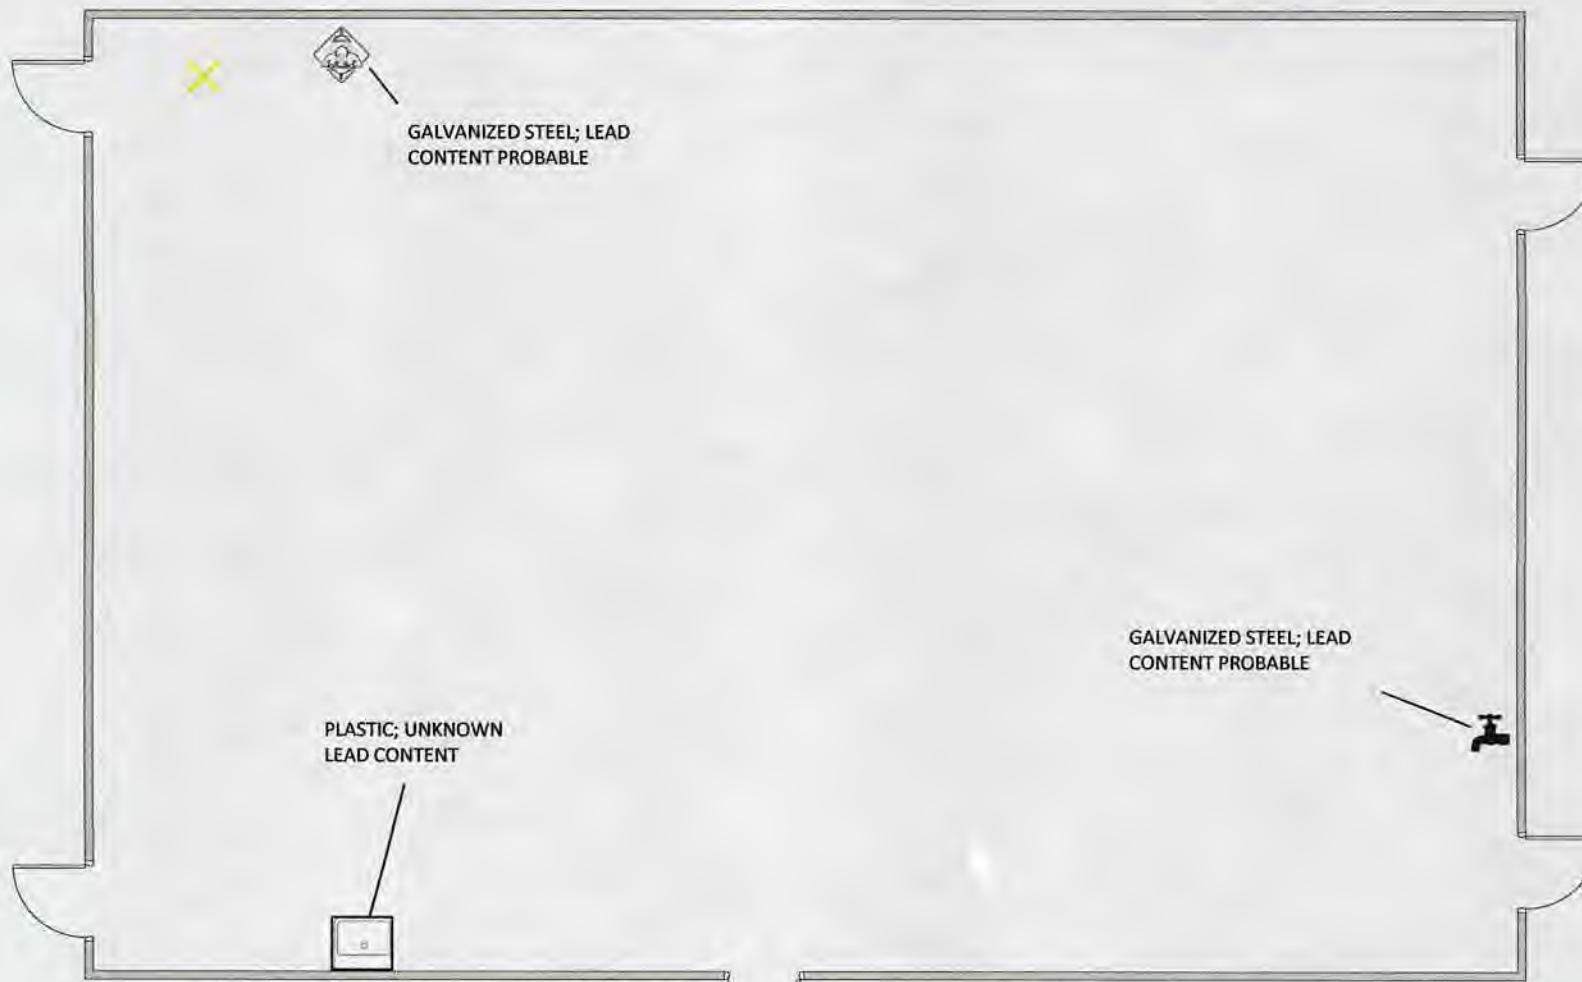 GALVANIZED STEEL; LEAD
CONTENT PROBABLE
GALVANIZED STEEL; LEAD
CONTENT PROBABLE
PLASTIC; UNKNOWN
LEAD CONTENT